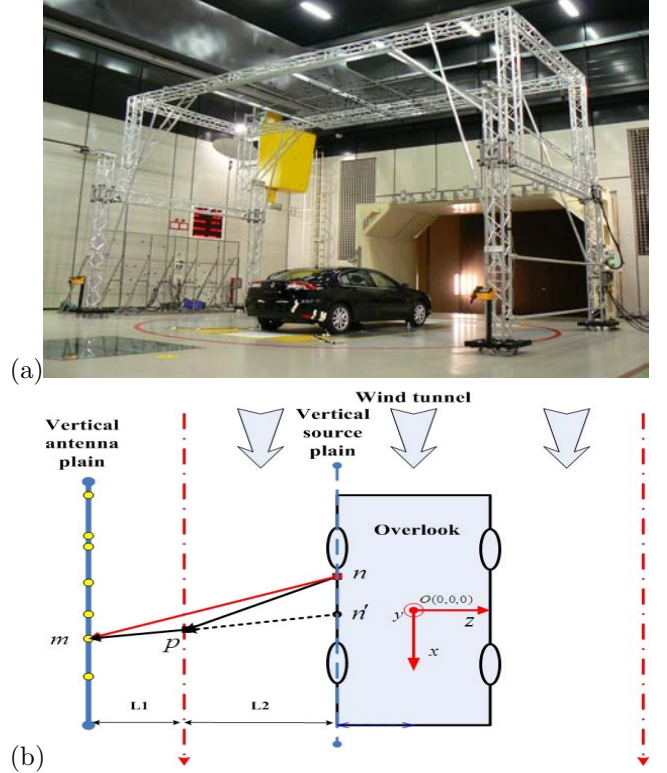 (a)
Wind tunnel
Vertical
antenna
plain
Vertical
source
plain
Overlook
n
O(0,0,0)
n'
y
z
m
p
x
L1
L2
(b)